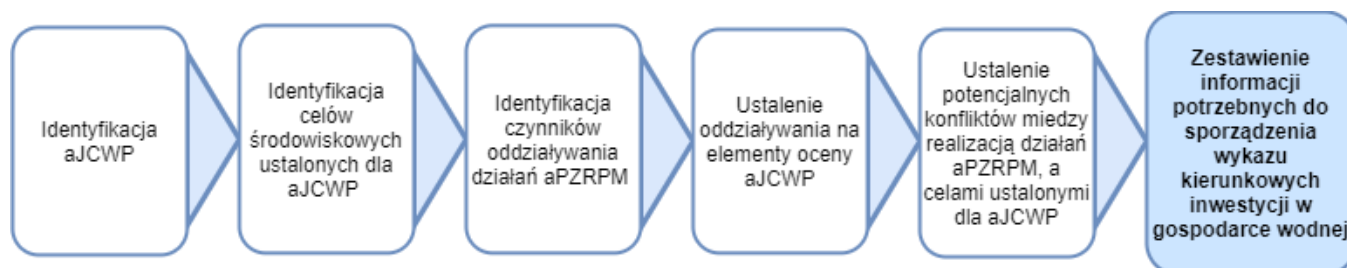 Identyfikacja
aJCWP
Identyfikacja
celów
środowiskowych
ustalonych dla
aJCWP
Identyfikacja
czynników
oddziaływania
działań aPZRPM
Ustalenie
oddziaływania na
elementy oceny
aJCWP
Ustalenie
potencjalnych
konfliktów miedzy
realizacją działań
aPZRPM, a
celami ustalonymi
dla aJCWP
Zestawienie
informacji
potrzebnych do
sporządzenia
wykazu
kierunkowych
inwestycji w
gospodarce wodnej